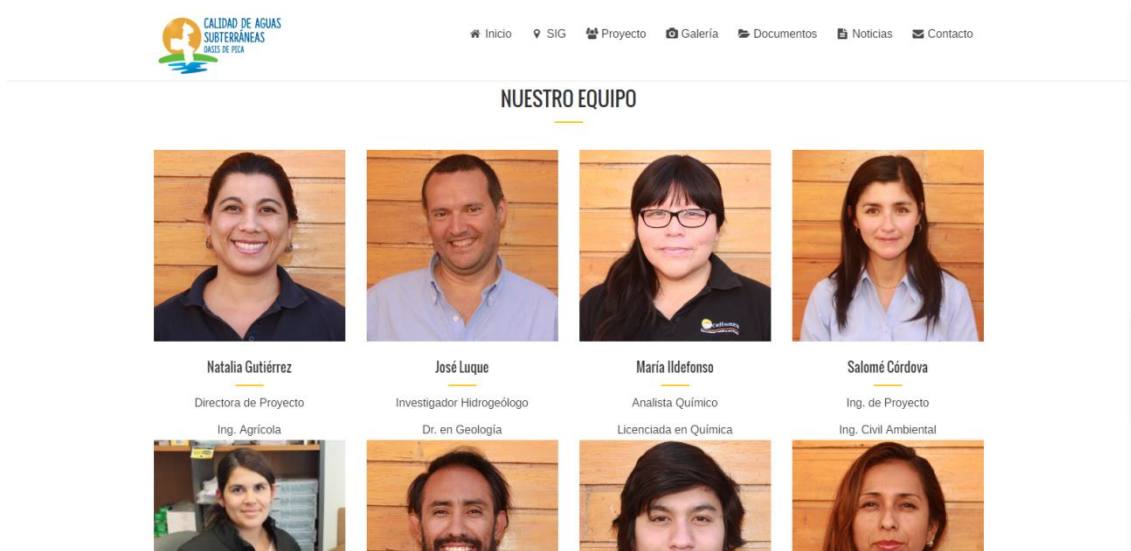 CALIDAD DE AGUAS
SUBTERRÁNEAS
OASIS DE PICA
Inicio SIG Proyecto Galería Documentos Noticias Contacto
NUESTRO EQUIPO
Natalia Gutiérrez
Directora de Proyecto
Ing. Agrícola
José Luque
Investigador Hidrogeólogo
Dr. en Geología
María Ildefonso
Analista Químico
Licenciada en Química
Salomé Córdova
Ing. de Proyecto
Ing. Civil Ambiental